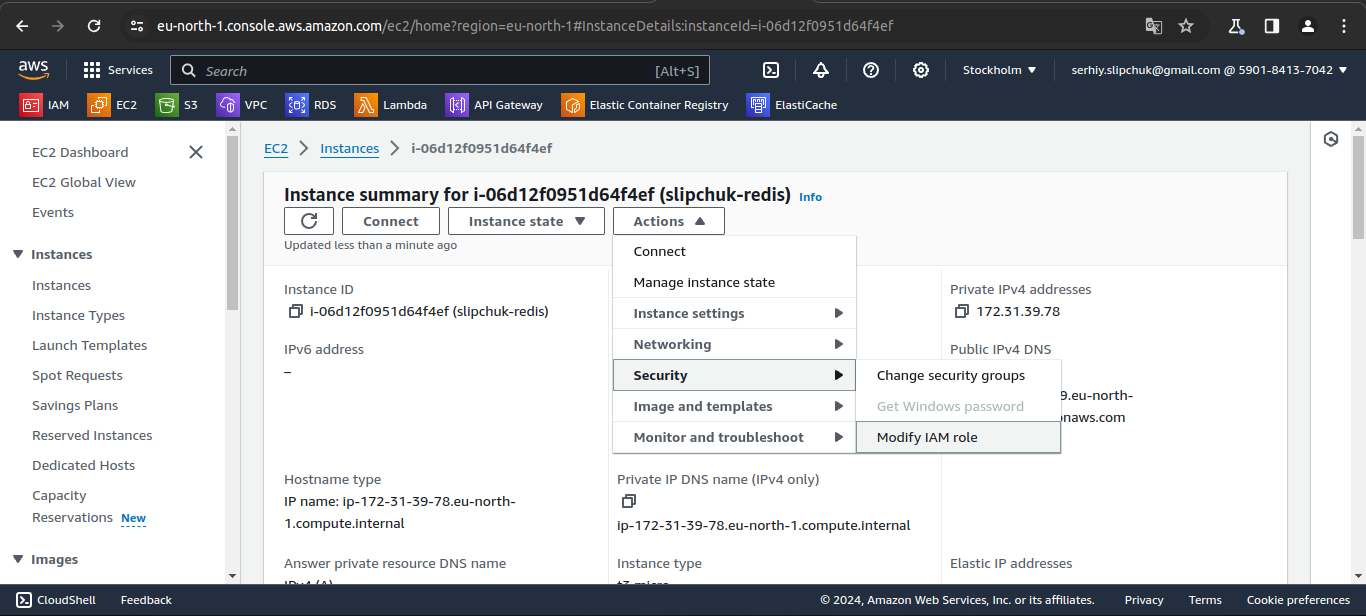 eu-north-1.console.aws.amazon.com/ec2/home?region=eu-north-1#InstanceDetails:instanceId=i-06d12f0951d64f4ef
aws
Services
Search
[Alt+S]
Stockholm
serhiy.slipchuk@gmail.com @ 5901-8413-7042
IAM
EC2
S3
VPC
RDS
Lambda
API Gateway
Elastic Container Registry
ElastiCache
EC2 Dashboard
EC2 Global View
Events
Instances
Instances
Instance Types
Launch Templates
Spot Requests
Savings Plans
Reserved Instances
Dedicated Hosts
Capacity
Reservations New
Images
EC2 > Instances > i-06d12f0951d64f4ef
Instance summary for i-06d12f0951d64f4ef (slipchuk-redis) Info
Connect
Instance state
Actions
Updated less than a minute ago
Connect
Manage instance state
Instance settings
Networking
Security
Image and templates
Monitor and troubleshoot
Change security groups
Get Windows password
Modify IAM role
Instance ID
i-06d12f0951d64f4ef (slipchuk-redis)
Private IPv4 addresses
172.31.39.78
IPv6 address
–
Public IPv4 DNS
9.eu-north-
onaws.com
Hostname type
IP name: ip-172-31-39-78.eu-north-
1.compute.internal
Private IP DNS name (IPv4 only)
ip-172-31-39-78.eu-north-1.compute.internal
Answer private resource DNS name
IPv4 (A)
Instance type
t3.micro
Elastic IP addresses
CloudShell
Feedback
© 2024, Amazon Web Services, Inc. or its affiliates.
Privacy
Terms
Cookie preferences